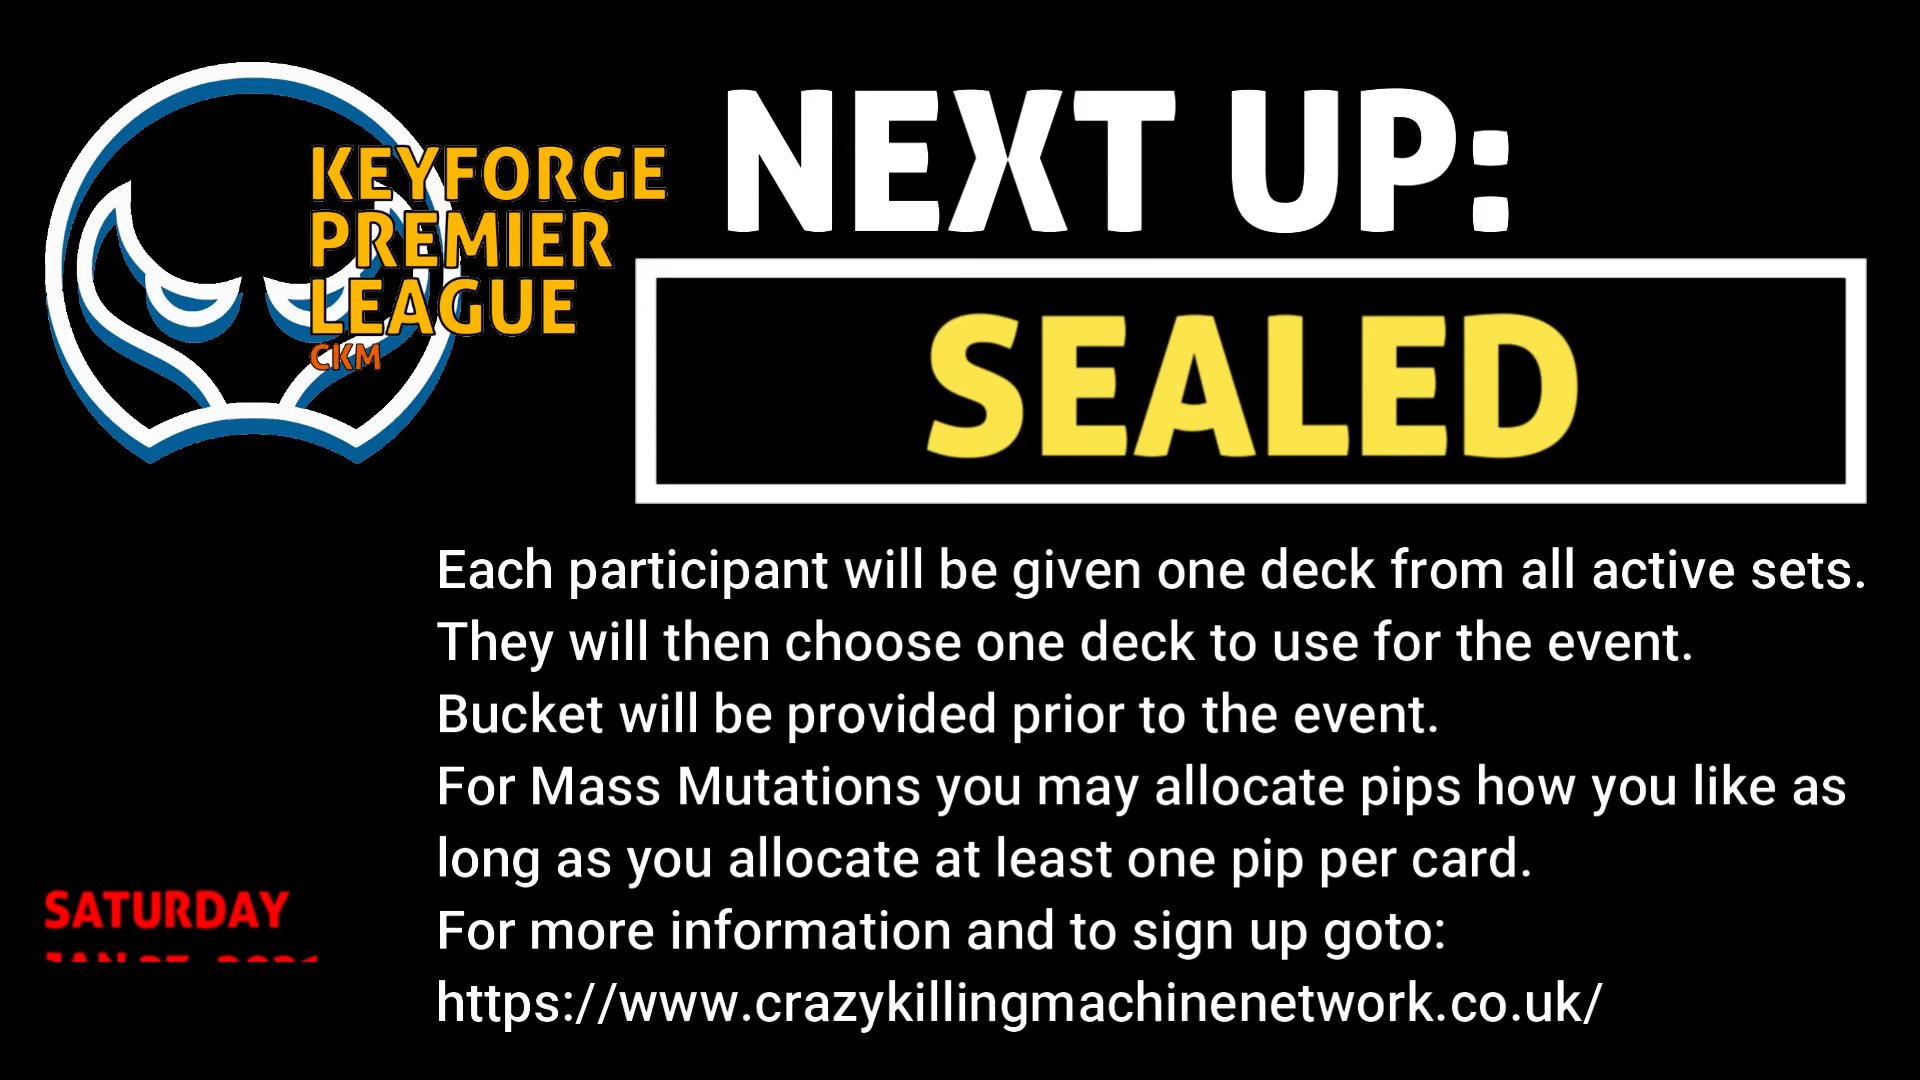 KEYFORGE
PREMIER
LEAGUE
CKM
NEXT UP:
SEALED
Each participant will be given one deck from all active sets.
They will then choose one deck to use for the event.
Bucket will be provided prior to the event.
For Mass Mutations you may allocate pips how you like as
long as you allocate at least one pip per card.
For more information and to sign up goto:
https://www.crazykillingmachinenetwork.co.uk/
SATURDAY
JAN